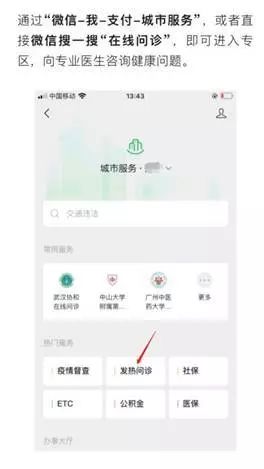 通过“微信-我-支付-城市服务”，或者直
接微信搜一搜“在线问诊”，即可进入专
区，向专业医生咨询健康问题。
中国移动
13:43
城市服务·
交通违法
常用服务
武汉协和
在线问诊
中山大学
附属第...
广州中医
药大学...
更多
热门服务
疫情督查
发热问诊
社保
ETC
公积金
医保
办事大厅